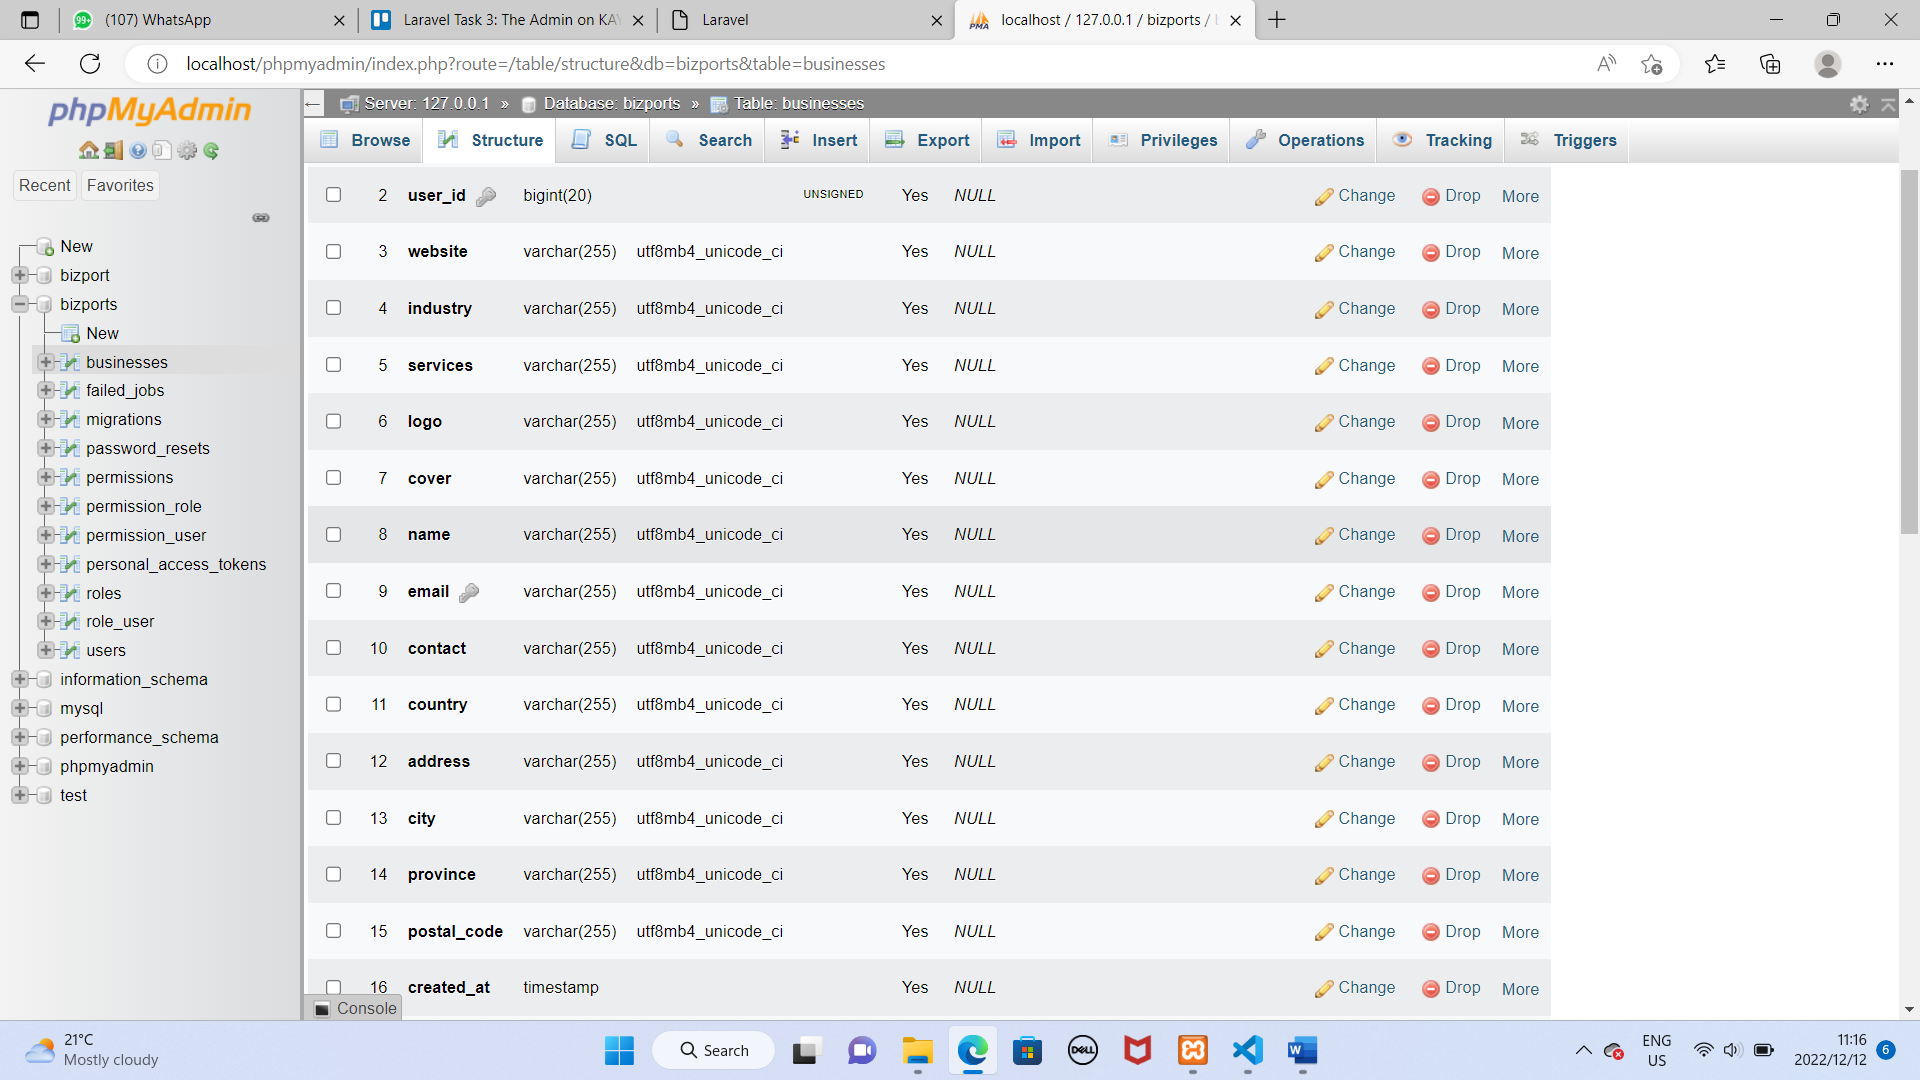 (107) WhatsApp
Laravel Task 3: The Admin on KAY
Laravel
localhost / 127.0.0.1 / bizports / b
localhost/phpmyadmin/index.php?route=/table/structure&db=bizports&table=businesses
phpMyAdmin
Recent
Favorites
New
bizport
bizports
New
businesses
failed_jobs
migrations
password_resets
permissions
permission_role
permission_user
personal_access_tokens
roles
role_user
users
information_schema
mysql
performance_schema
phpmyadmin
test
Server: 127.0.0.1 » Database: bizports » Table: businesses
Browse Structure SQL Search Insert Export Import Privileges Operations Tracking Triggers
2 user_id bigint(20) UNSIGNED Yes NULL Change Drop More
3 website varchar(255) utf8mb4_unicode_ci Yes NULL Change Drop More
4 industry varchar(255) utf8mb4_unicode_ci Yes NULL Change Drop More
5 services varchar(255) utf8mb4_unicode_ci Yes NULL Change Drop More
6 logo varchar(255) utf8mb4_unicode_ci Yes NULL Change Drop More
7 cover varchar(255) utf8mb4_unicode_ci Yes NULL Change Drop More
8 name varchar(255) utf8mb4_unicode_ci Yes NULL Change Drop More
9 email varchar(255) utf8mb4_unicode_ci Yes NULL Change Drop More
10 contact varchar(255) utf8mb4_unicode_ci Yes NULL Change Drop More
11 country varchar(255) utf8mb4_unicode_ci Yes NULL Change Drop More
12 address varchar(255) utf8mb4_unicode_ci Yes NULL Change Drop More
13 city varchar(255) utf8mb4_unicode_ci Yes NULL Change Drop More
14 province varchar(255) utf8mb4_unicode_ci Yes NULL Change Drop More
15 postal_code varchar(255) utf8mb4_unicode_ci Yes NULL Change Drop More
16 created_at timestamp Yes NULL Change Drop More
Console
21°C
Mostly cloudy
Search
ENG
US
11:16
2022/12/12
6